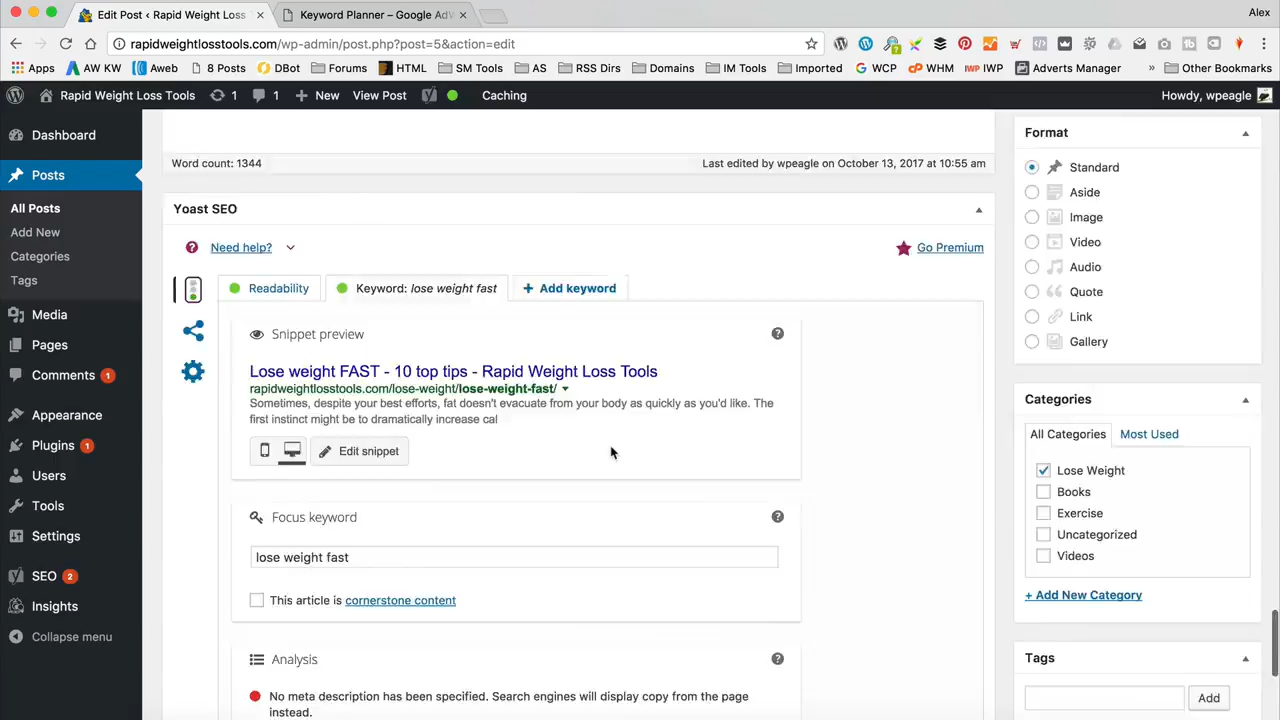 Edit Post ‹ Rapid Weight Loss
Keyword Planner – Google AdW
Alex
rapidweightlosstools.com/wp-admin/post.php?post=5&action=edit
Apps
AW KW
Aweb
8 Posts
DBot
Forums
HTML
SM Tools
AS
RSS Dirs
Domains
IM Tools
Imported
WCP
WHM
IWP
Adverts Manager
»
Other Bookmarks
Rapid Weight Loss Tools
1
1
New
View Post
Caching
Howdy, wpeagle
Dashboard
Posts
All Posts
Add New
Categories
Tags
Media
Pages
Comments 1
Appearance
Plugins 1
Users
Tools
Settings
SEO 2
Insights
Collapse menu
Word count: 1344
Last edited by wpeagle on October 13, 2017 at 10:55 am
Yoast SEO
Need help?
Go Premium
Readability
Keyword: lose weight fast
+ Add keyword
Snippet preview
Lose weight FAST - 10 top tips - Rapid Weight Loss Tools
rapidweightlosstools.com/lose-weight/lose-weight-fast/
Sometimes, despite your best efforts, fat doesn't evacuate from your body as quickly as you'd like. The
first instinct might be to dramatically increase cal
Edit snippet
Focus keyword
lose weight fast
This article is cornerstone content
Analysis
No meta description has been specified. Search engines will display copy from the page
instead.
Format
Standard
Aside
Image
Video
Audio
Quote
Link
Gallery
Categories
All Categories
Most Used
Lose Weight
Books
Exercise
Uncategorized
Videos
+ Add New Category
Tags
Add